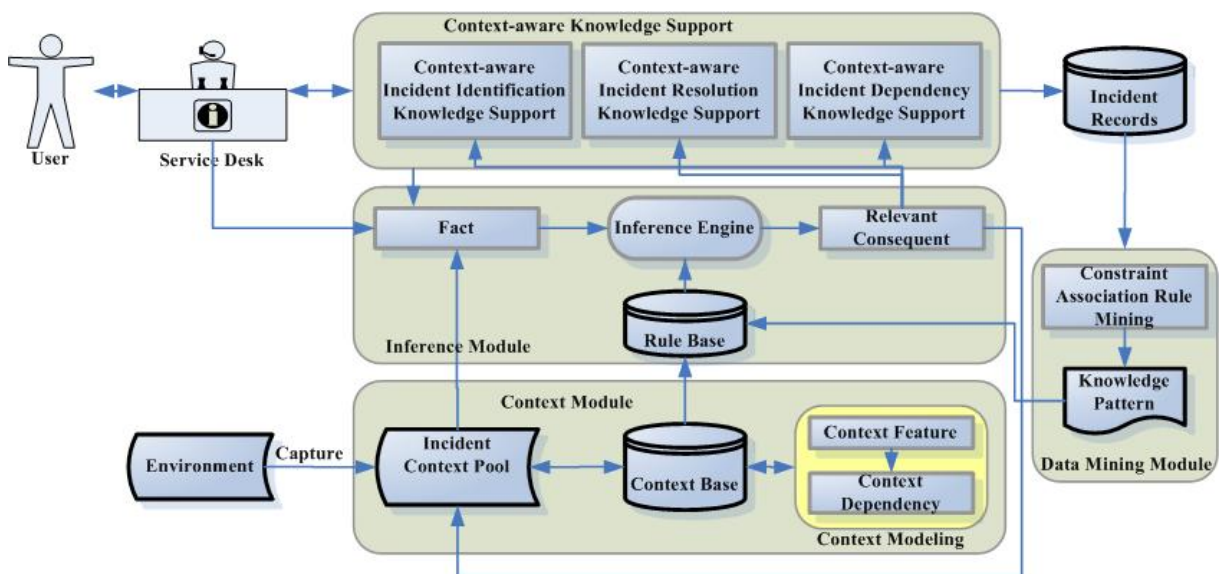 Context-aware Knowledge Support
Context-aware
Incident Identification
Knowledge Support
Context-aware
Incident Resolution
Knowledge Support
Context-aware
Incident Dependency
Knowledge Support
Incident
Records
User
i
Service Desk
Fact
Inference Engine
Relevant
Consequent
Rule Base
Inference Module
Constraint
Association Rule
Mining
Knowledge
Pattern
Data Mining Module
Context Module
Environment
Capture
Incident
Context Pool
Context Base
Context Feature
Context
Dependency
Context Modeling